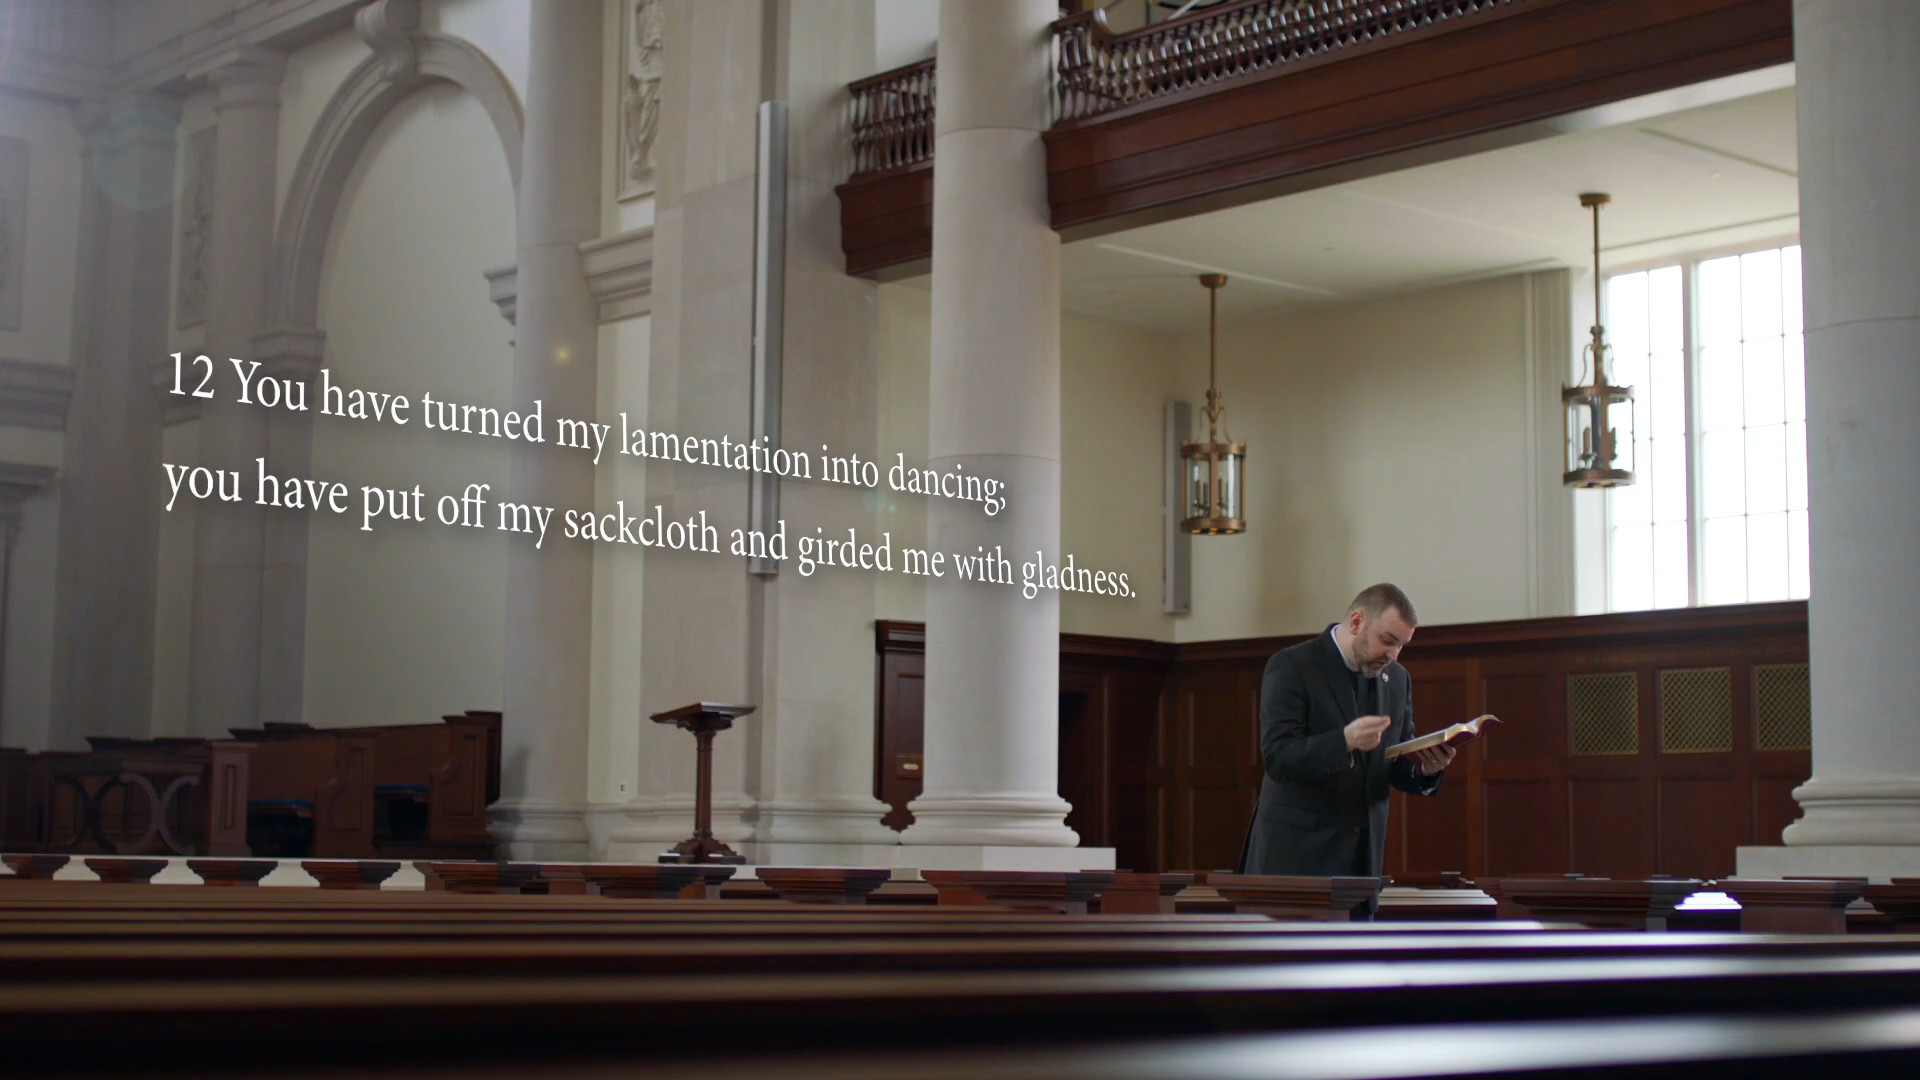 12 You have turned my lamentation into dancing;
you have put off my sackcloth and girded me with gladness.